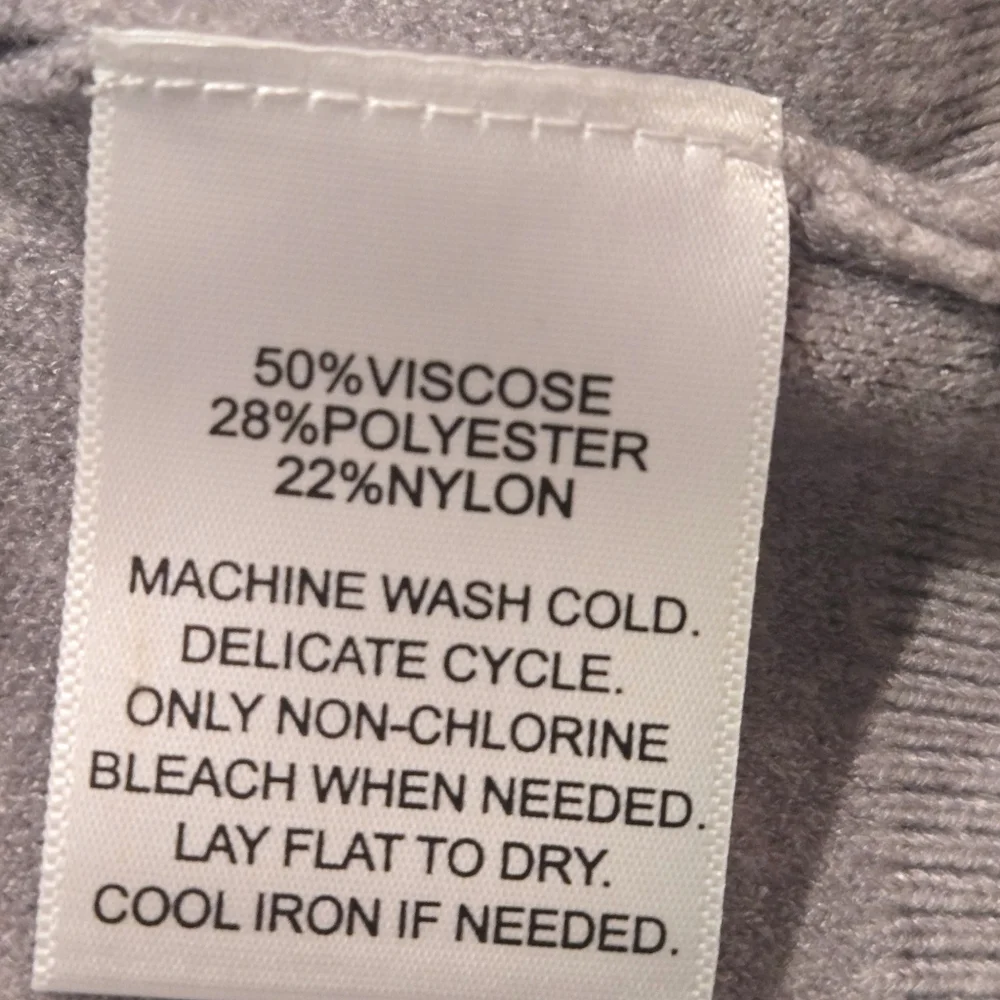 50%VISCOSE
28%POLYESTER
22%NYLON
MACHINE WASH COLD.
DELICATE CYCLE.
ONLY NON-CHLORINE
BLEACH WHEN NEEDED.
LAY FLAT TO DRY.
COOL IRON IF NEEDED.